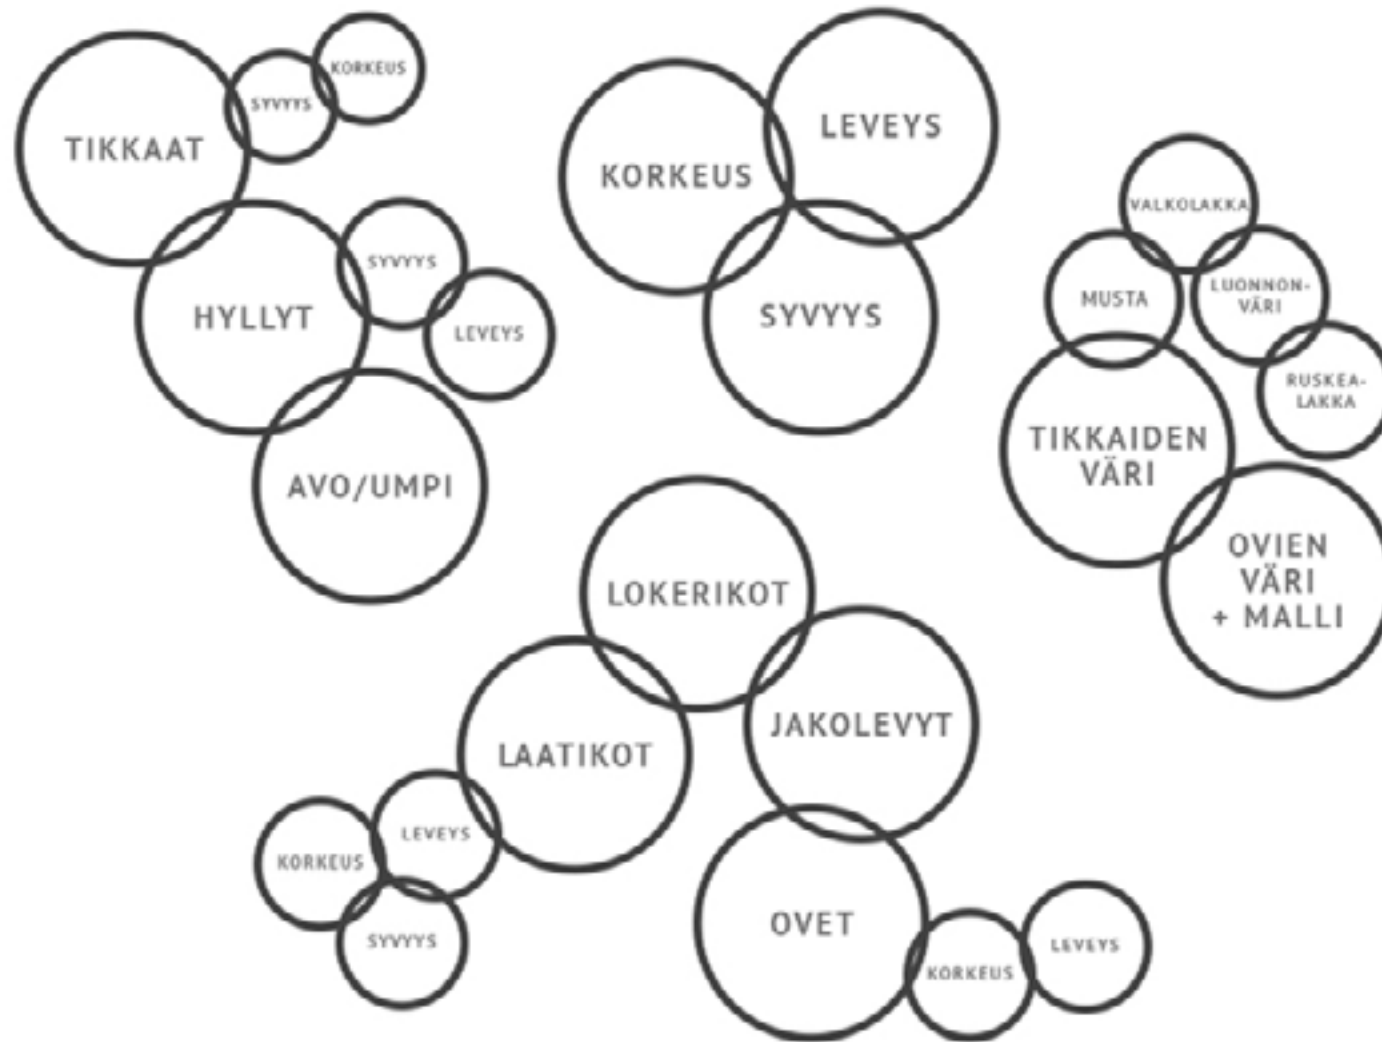 TIKKAAT
SYVYYS
KORKEUS
HYLLYT
SYVYYS
LEVEYS
AVO/UMPI
KORKEUS
LEVEYS
SYVYYS
VALKOLAKKA
MUSTA
LUONNON-
VÄRI
RUSKEA-
LAKKA
TIKKAIDEN
VÄRI
OVIEN
VÄRI
+ MALLI
LOKERIKOT
LAATIKOT
JAKOLEVYT
KORKEUS
LEVEYS
SYVYYS
OVET
KORKEUS
LEVEYS